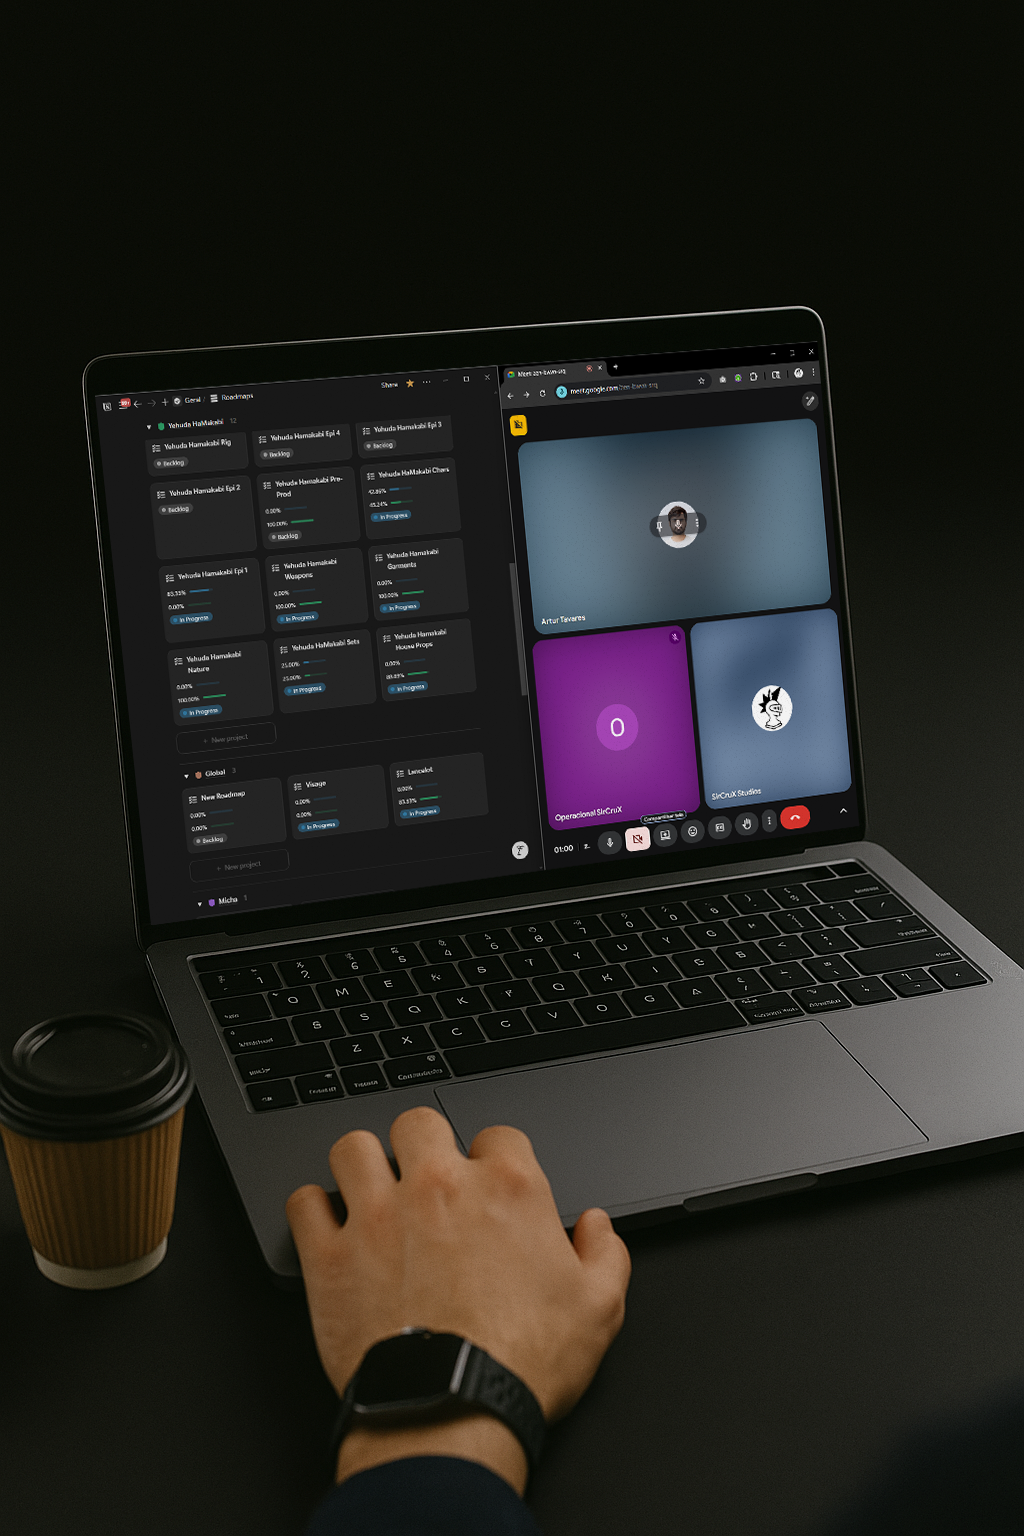 Share
99+
Geral / Roadmaps
Yehuda HaMakabi 12
Yehuda Hamakabi Rig
Backlog
Yehuda Hamakabi Epi 4
Backlog
Yehuda Hamakabi Epi 3
Backlog
Yehuda Hamakabi Epi 2
Backlog
Yehuda Hamakabi Pre-
Prod
0.00%
100.00%
Backlog
Yehuda HaMakabi Chars
42.86%
45.24%
In Progress
Yehuda Hamakabi Epi 1
83.33%
0.00%
In Progress
Yehuda Hamakabi
Weapons
0.00%
100.00%
In Progress
Yehuda Hamakabi
Garments
0.00%
100.00%
In Progress
Yehuda Hamakabi
Nature
0.00%
100.00%
In Progress
Yehuda HaMakabi Sets
25.00%
25.00%
In Progress
Yehuda Hamakabi
House Props
0.00%
In Progress
+ New project
Global 3
New Roadmap
0.00%
0.00%
Backlog
Visage
0.00%
0.00%
In Progress
Lancelot
0.00%
83.33%
In Progress
+ New project
Micha 1
meet.google.com
Artur Tavares
O
Operacional SirCruX
SirCruX Studios
Compartilhar tela
01:00